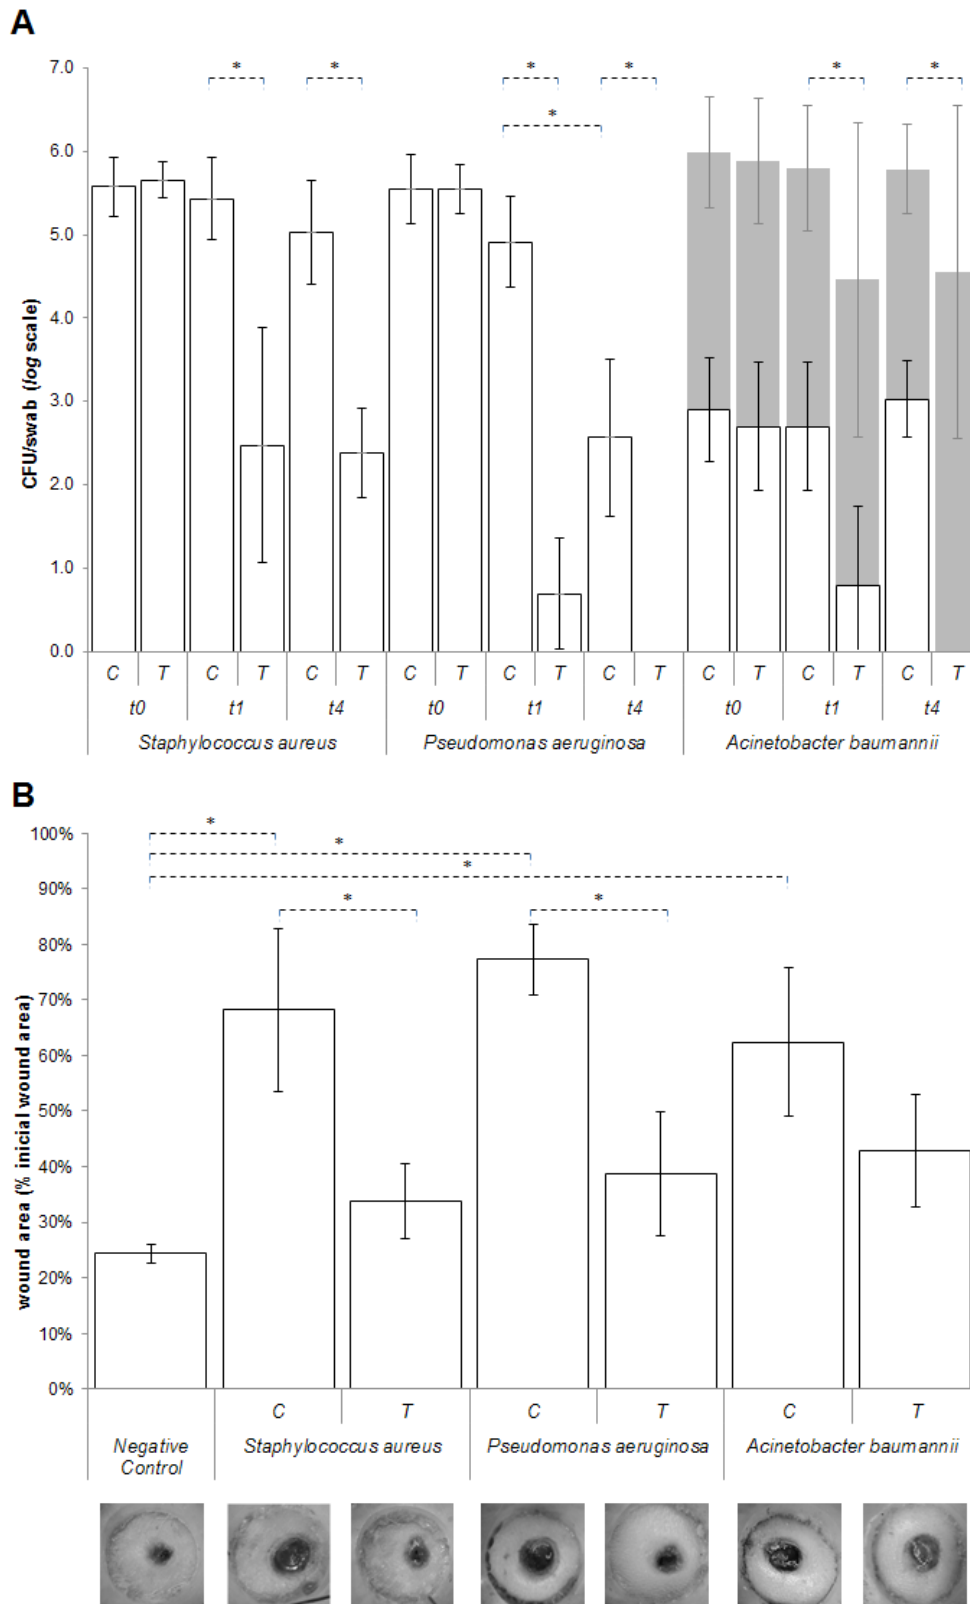 A
* * * * * * *
7.0
6.0
5.0
4.0
3.0
2.0
1.0
0.0
CFU/swab (log scale)
C T C T C T C T C T C T C T C T C T
t0 t1 t4 t0 t1 t4 t0 t1 t4
Staphylococcus aureus Pseudomonas aeruginosa Acinetobacter baumannii
B
* * * * *
100%
90%
80%
70%
60%
50%
40%
30%
20%
10%
0%
wound area (% inicial wound area)
C T C T C T
Negative Control
Staphylococcus aureus Pseudomonas aeruginosa Acinetobacter baumannii